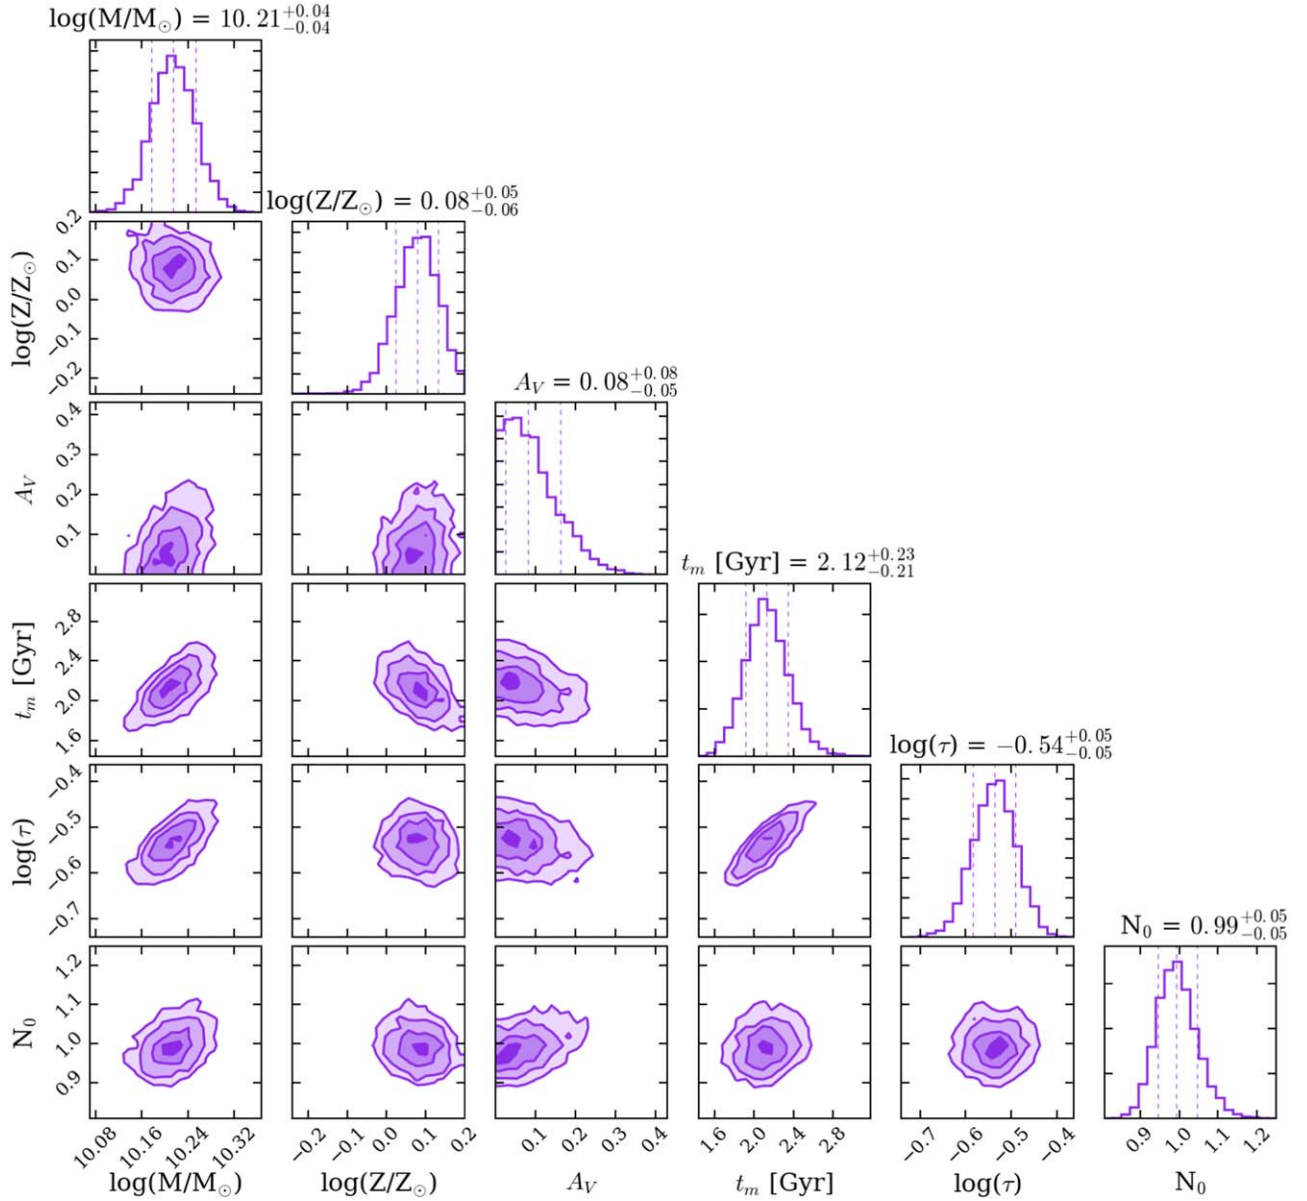 log(M/M⊙) = 10.21 +0.04 −0.04
log(Z/Z⊙) = 0.08 +0.05 −0.06
0.2
0.1
0.0
−0.1
−0.2
log(Z/Z⊙)
A_V = 0.08 +0.08 −0.05
0.4
0.3
0.2
0.1
A_V
t_m [Gyr] = 2.12 +0.23 −0.21
2.8
2.4
2.0
1.6
t_m [Gyr]
log(τ) = −0.54 +0.05 −0.05
−0.4
−0.5
−0.6
−0.7
log(τ)
N₀ = 0.99 +0.05 −0.05
1.2
1.1
1.0
0.9
N₀
10.08 10.16 10.24 10.32 −0.2 −0.1 0.0 0.1 0.2 0.1 0.2 0.3 0.4 1.6 2.0 2.4 2.8 −0.7 −0.6 −0.5 −0.4 0.9 1.0 1.1 1.2
log(M/M⊙) log(Z/Z⊙) A_V t_m [Gyr] log(τ) N₀